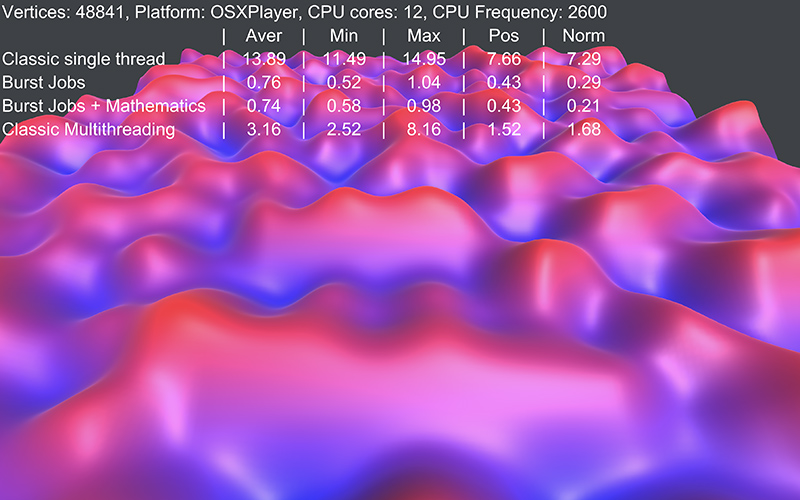 Vertices: 48841, Platform: OSXPlayer, CPU cores: 12, CPU Frequency: 2600
| Aver | Min | Max | Pos | Norm
Classic single thread | 13.89 | 11.49 | 14.95 | 7.66 | 7.29
Burst Jobs | 0.76 | 0.52 | 1.04 | 0.43 | 0.29
Burst Jobs + Mathematics | 0.74 | 0.58 | 0.98 | 0.43 | 0.21
Classic Multithreading | 3.16 | 2.52 | 8.16 | 1.52 | 1.68